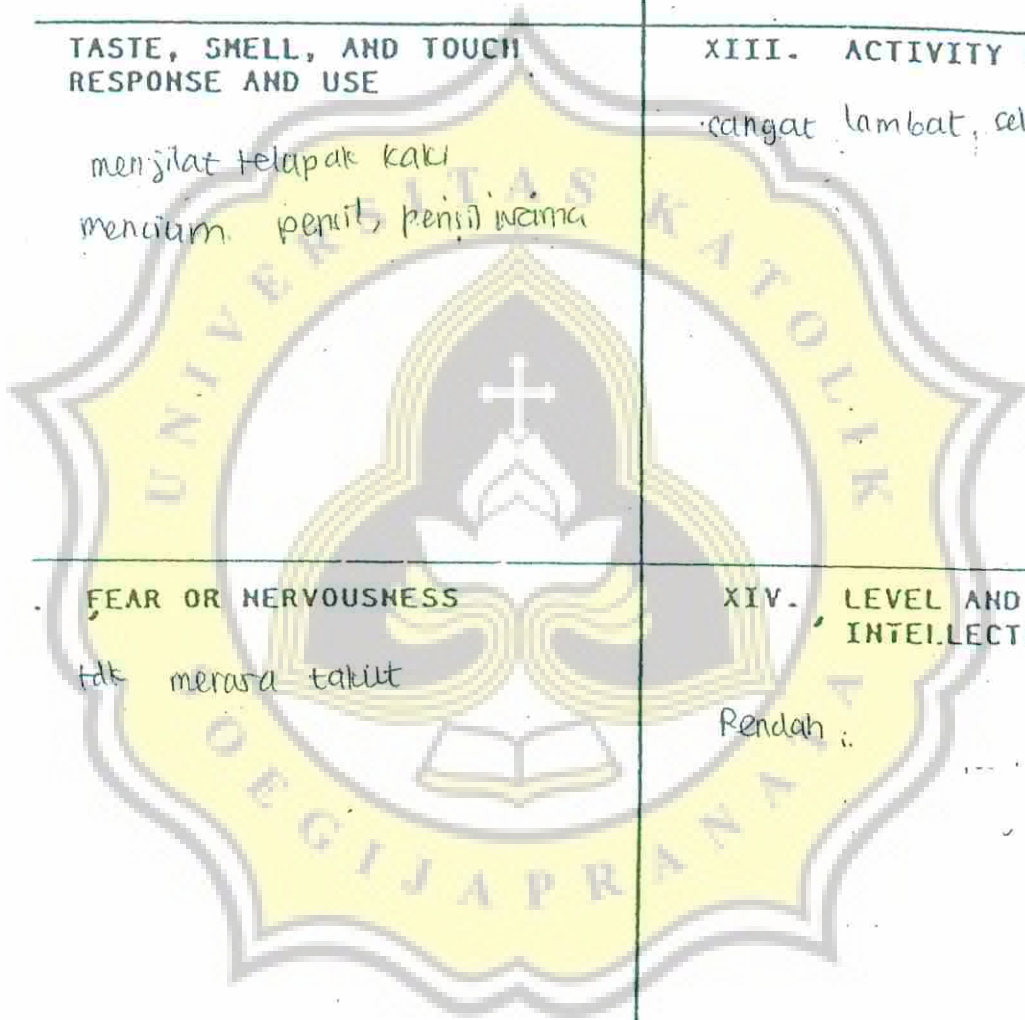 TASTE, SMELL, AND TOUCH
RESPONSE AND USE
menjilat telapak kaki
mencium pensil, pensil warna
XIII. ACTIVITY
sangat lambat,
FEAR OR NERVOUSNESS
tdk merasa takut
XIV. LEVEL AND
INTELLECT
Rendah
UNIVERSITAS KATOLIK
SOEGIJAPRANATA